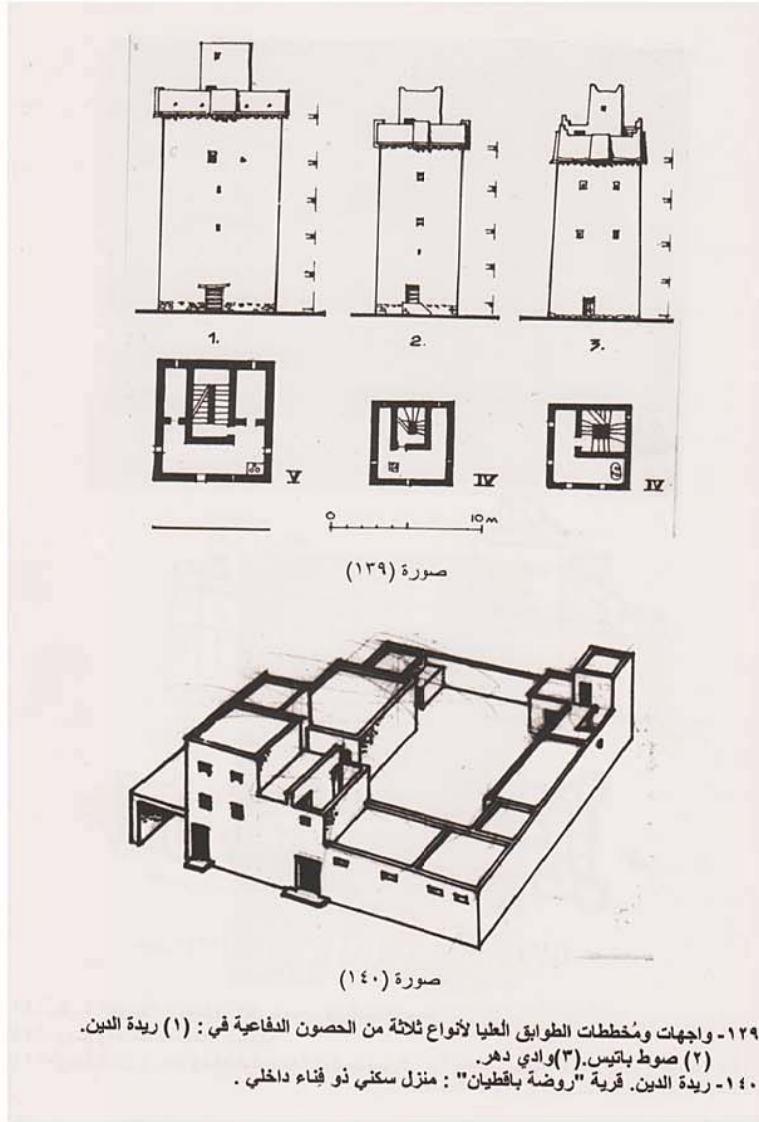 1.
2.
3.
V
IV
IV
0 10 m
صورة (١٣٩)
صورة (١٤٠)
١٣٩- واجهات ومُخططات الطوابق العليا لأنواع ثلاثة من الحصون الدفاعية في : (١) ريدة الدين.
(٢) صوط باتيس.(٣)وادي دهر.
١٤٠- ريدة الدين. قرية "روضة باقطيان" : منزل سكني ذو فِناء داخلي .